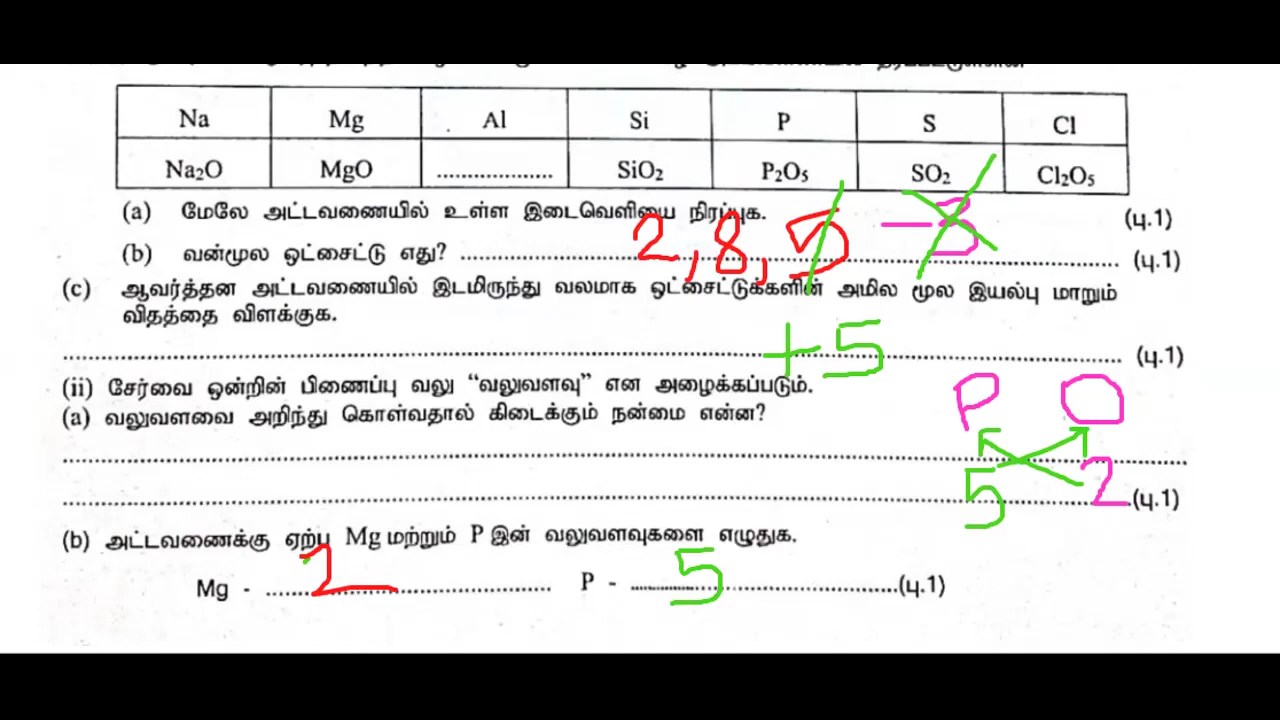 Na Mg Al Si P S Cl
Na₂O MgO .................... SiO₂ P₂O₅ SO₂ Cl₂O₅
(a) மேலே அட்டவணையில் உள்ள இடைவெளியை நிரப்புக. (பு.1)
−3
2, 8, 5
(b) வன்மூல ஒட்சைட்டு எது? .................... (பு.1)
(c) ஆவர்த்தன அட்டவணையில் இடமிருந்து வலமாக ஒட்சைட்டுக்களின் அமில மூல இயல்பு மாறும்
விதத்தை விளக்குக.
+5
.................... (பு.1)
(ii) சேர்வை ஒன்றின் பிணைப்பு வலு “வலுவளவு” என அழைக்கப்படும்.
P O
(a) வலுவளவை அறிந்து கொள்வதால் கிடைக்கும் நன்மை என்ன?
....................
5 2
.................... (பு.1)
(b) அட்டவணைக்கு ஏற்ப Mg மற்றும் P இன் வலுவளவுகளை எழுதுக.
Mg - 2 .................... P - 5 .................... (பு.1)